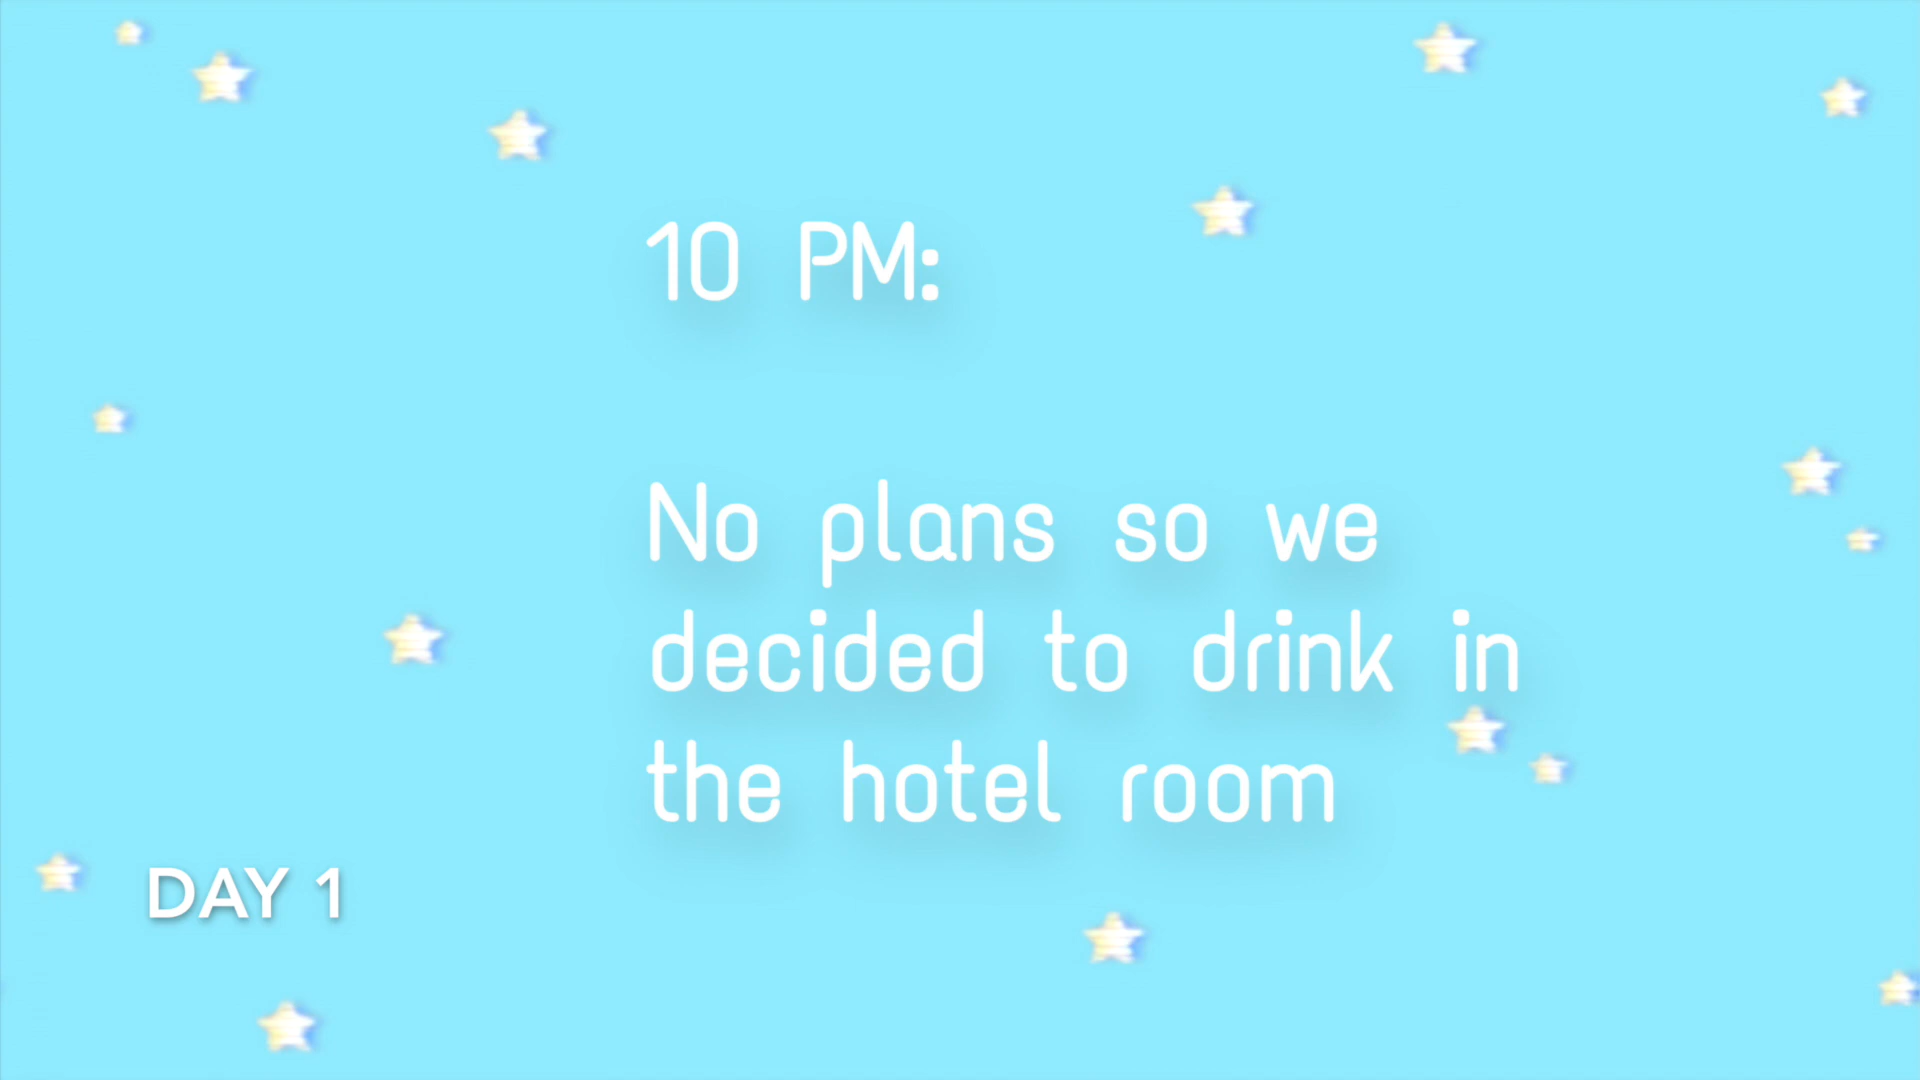 10 PM:
No plans so we
decided to drink in
the hotel room
DAY 1